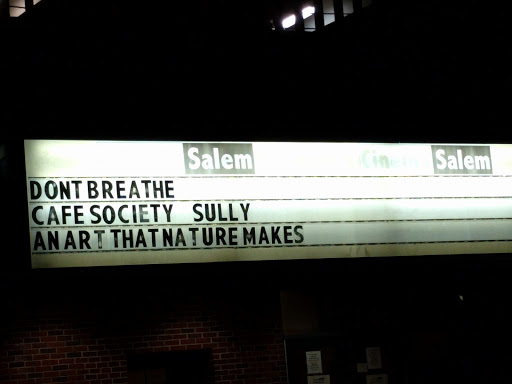 Salem Cinema Salem
DONT BREATHE
CAFE SOCIETY SULLY
AN ART THAT NATURE MAKES